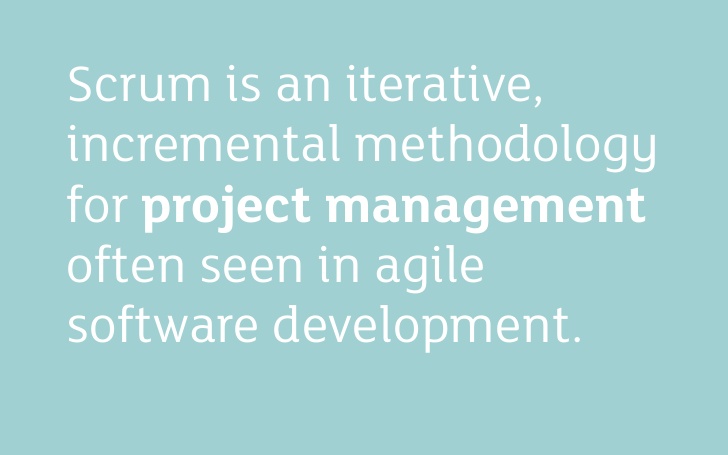 Scrum is an iterative,
incremental methodology
for project management
often seen in agile
software development.